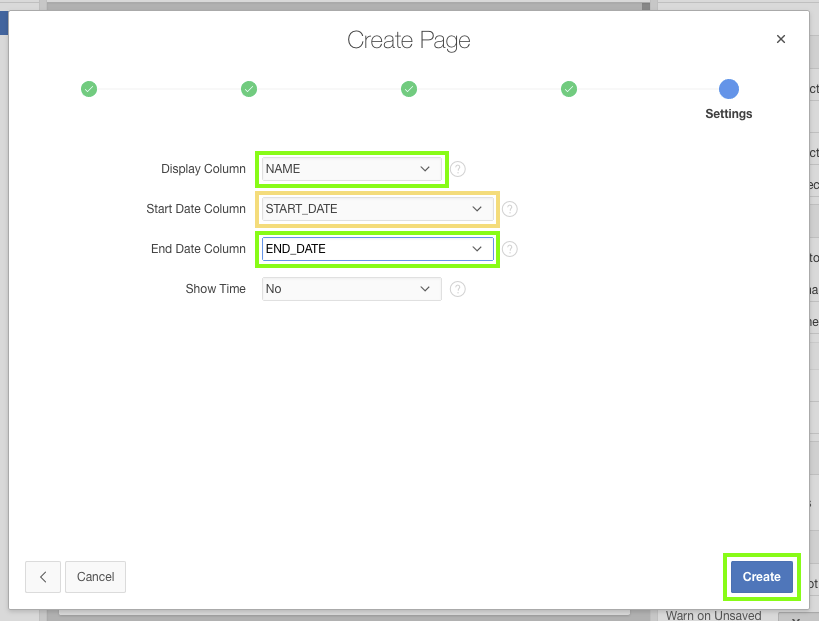 Create Page
Settings
Display Column NAME
Start Date Column START_DATE
End Date Column END_DATE
Show Time No
Cancel
Create
Warn on Unsaved